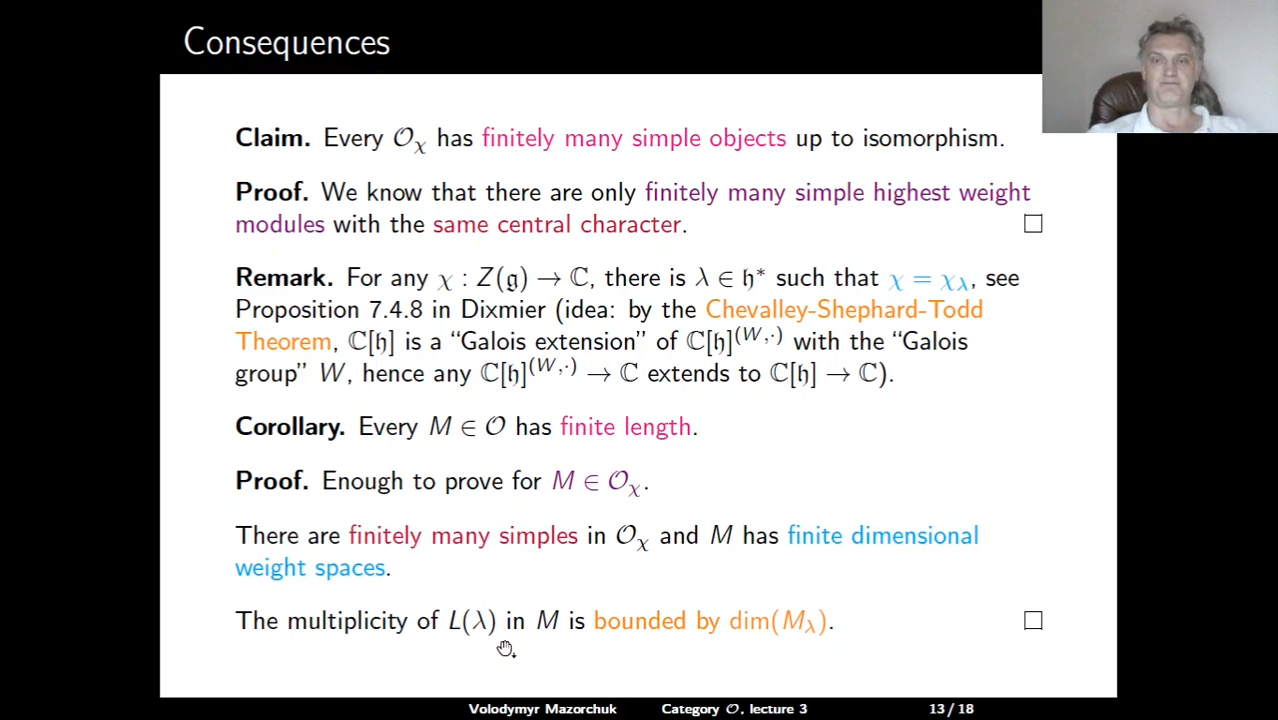 Consequences
Claim. Every 𝒪χ has finitely many simple objects up to isomorphism.
Proof. We know that there are only finitely many simple highest weight
modules with the same central character. □
Remark. For any χ : Z(𝔤) → ℂ, there is λ ∈ 𝔥* such that χ = χλ, see
Proposition 7.4.8 in Dixmier (idea: by the Chevalley-Shephard-Todd
Theorem, ℂ[𝔥] is a “Galois extension” of ℂ[𝔥]^(W,·) with the “Galois
group” W, hence any ℂ[𝔥]^(W,·) → ℂ extends to ℂ[𝔥] → ℂ).
Corollary. Every M ∈ 𝒪 has finite length.
Proof. Enough to prove for M ∈ 𝒪χ.
There are finitely many simples in 𝒪χ and M has finite dimensional
weight spaces.
The multiplicity of L(λ) in M is bounded by dim(Mλ). □
Volodymyr Mazorchuk Category 𝒪, lecture 3 13 / 18